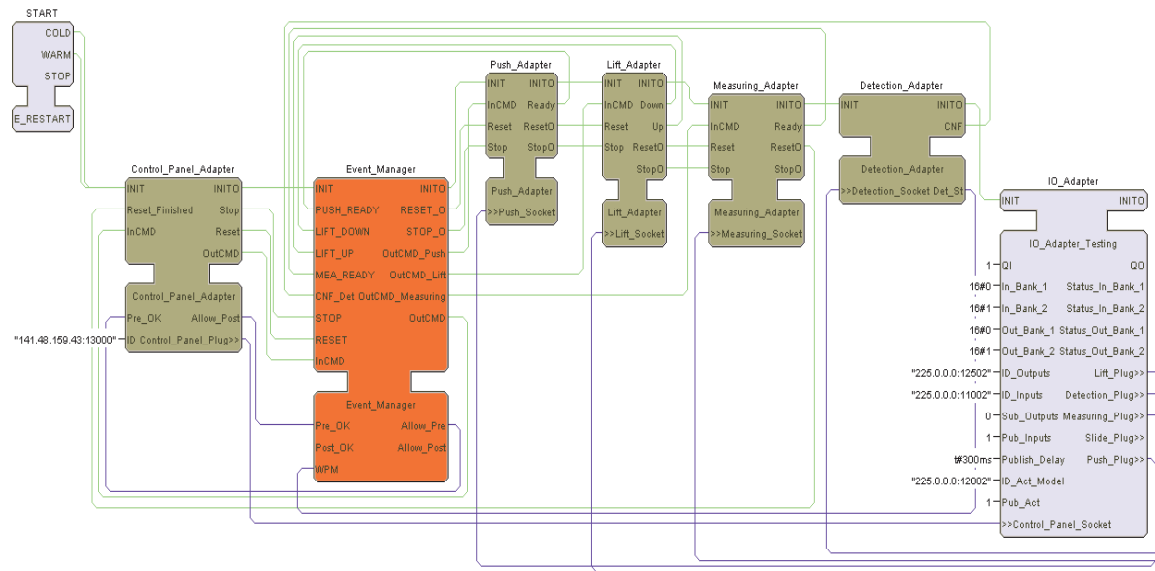 START
COLD
WARM
STOP
E_RESTART
Control_Panel_Adapter
INIT INITO
Reset_Finished Stop
InCMD Reset
OutCMD
Control_Panel_Adapter
Pre_OK Allow_Post
"141.48.159.43:13000" ID Control_Panel_Plug>>
Event_Manager
INIT INITO
PUSH_READY RESET_O
LIFT_DOWN STOP_O
LIFT_UP OutCMD_Push
MEA_READY OutCMD_Lift
CNF_Det OutCMD_Measuring
STOP OutCMD
RESET
InCMD
Event_Manager
Pre_OK Allow_Pre
Post_OK Allow_Post
WPM
Push_Adapter
INIT INITO
InCMD Ready
Reset ResetO
Stop StopO
Push_Adapter
>>Push_Socket
Lift_Adapter
INIT INITO
InCMD Down
Reset Up
Stop ResetO
StopO
Lift_Adapter
>>Lift_Socket
Measuring_Adapter
INIT INITO
InCMD Ready
Reset ResetO
Stop StopO
Measuring_Adapter
>>Measuring_Socket
Detection_Adapter
INIT INITO
CNF
Detection_Adapter
>>Detection_Socket Det_St
IO_Adapter
INIT INITO
IO_Adapter_Testing
1 QI QO
16#0 In_Bank_1 Status_In_Bank_1
16#1 In_Bank_2 Status_In_Bank_2
16#0 Out_Bank_1 Status_Out_Bank_1
16#1 Out_Bank_2 Status_Out_Bank_2
"225.0.0.0:12502" ID_Outputs Lift_Plug>>
"225.0.0.0:11002" ID_Inputs Detection_Plug>>
0 Sub_Outputs Measuring_Plug>>
1 Pub_Inputs Slide_Plug>>
t#300ms Publish_Delay Push_Plug>>
"225.0.0.0:12002" ID_Act_Model
1 Pub_Act
>>Control_Panel_Socket